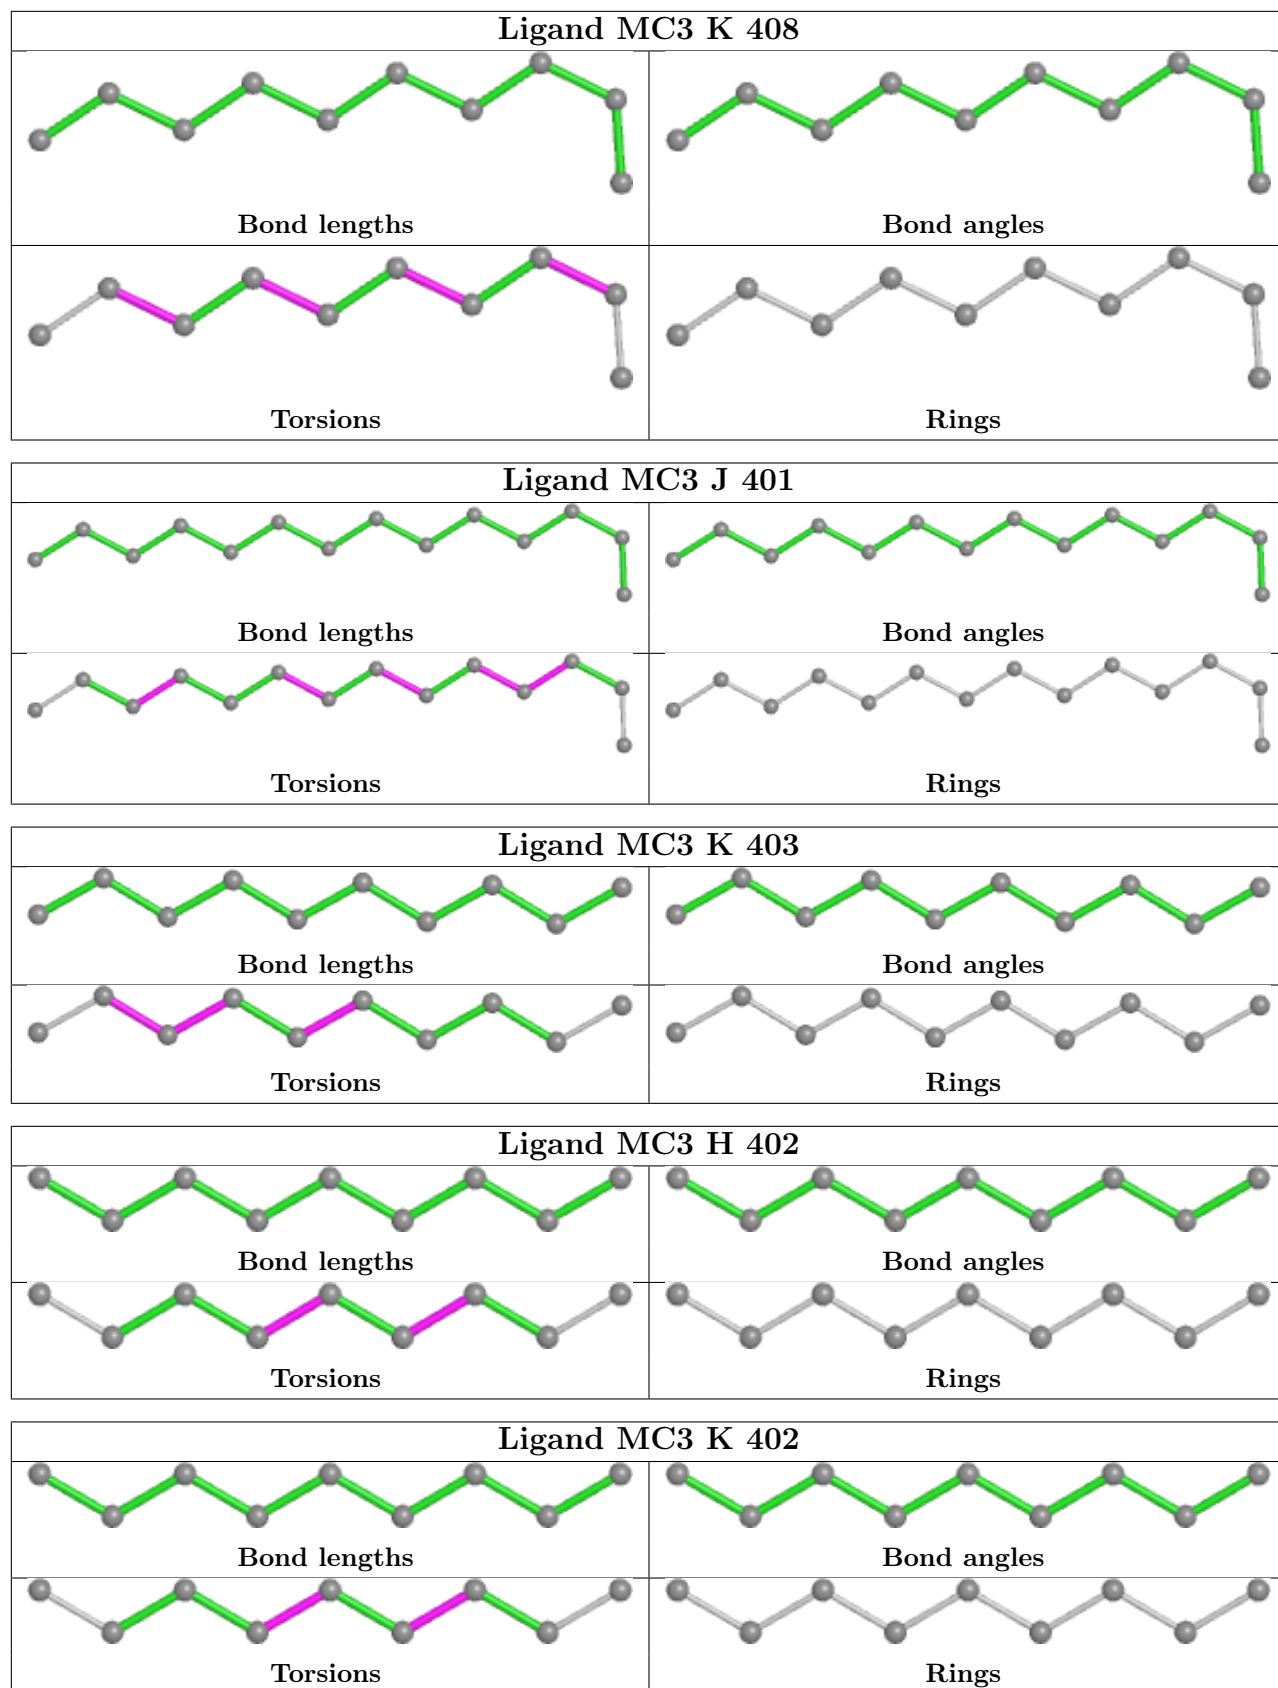 Ligand MC3 K 408
Bond lengths
Bond angles
Torsions
Rings
Ligand MC3 J 401
Bond lengths
Bond angles
Torsions
Rings
Ligand MC3 K 403
Bond lengths
Bond angles
Torsions
Rings
Ligand MC3 H 402
Bond lengths
Bond angles
Torsions
Rings
Ligand MC3 K 402
Bond lengths
Bond angles
Torsions
Rings